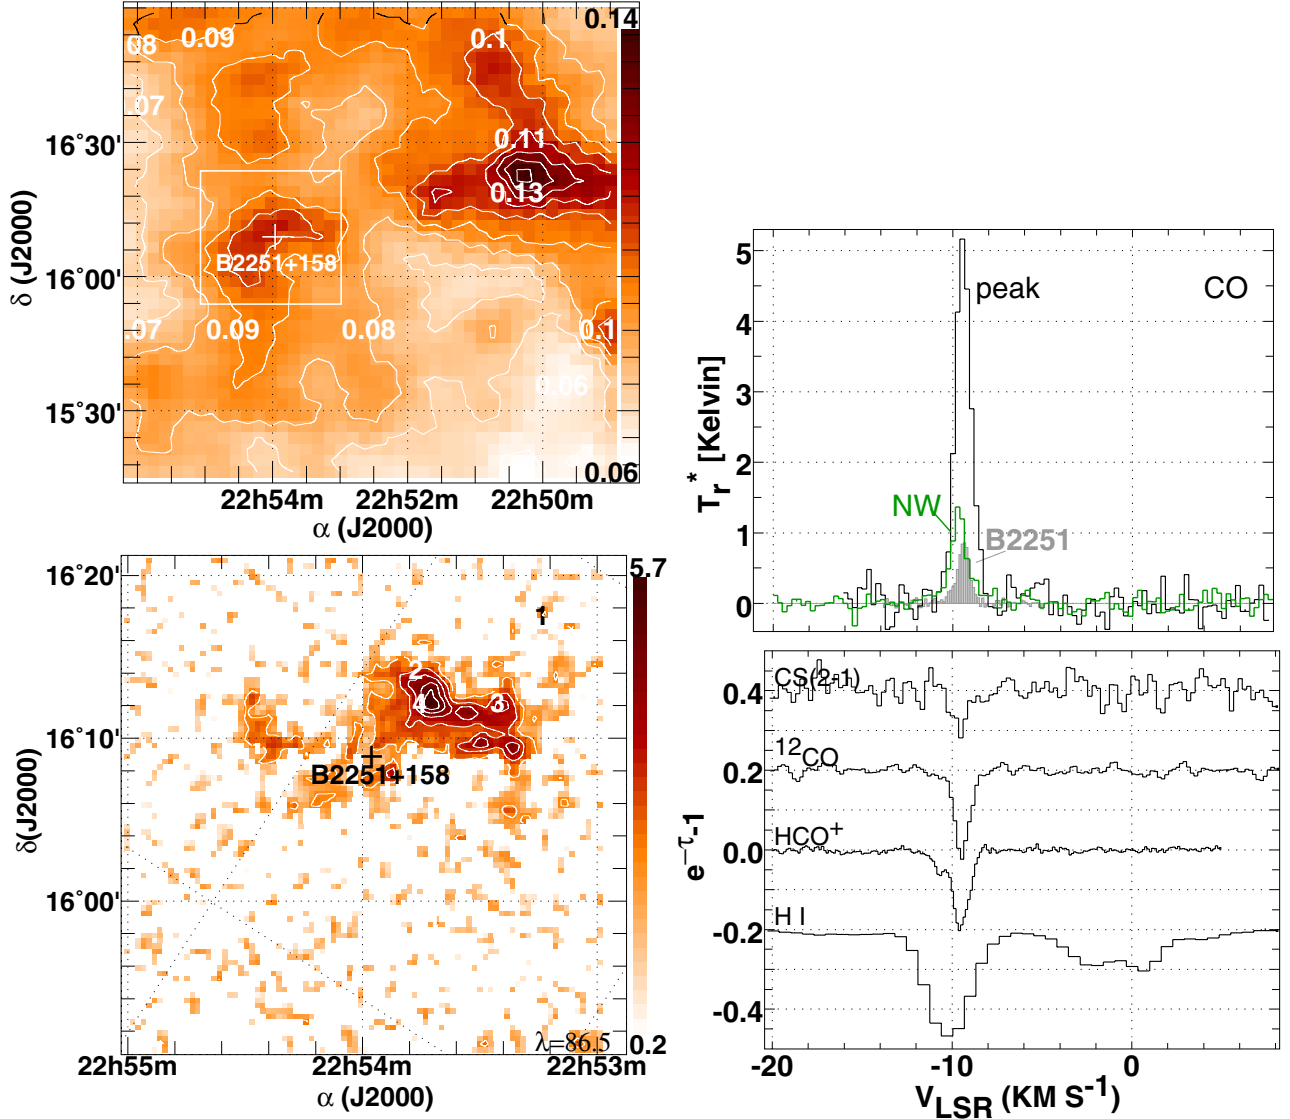 0.14
.08
0.09
0.1
.07
16°30'
0.11
0.13
δ (J2000)
B2251+158
16°00'
.07
0.09
0.08
0.1
0.06
15°30'
0.06
22h54m
22h52m
22h50m
α (J2000)
5.7
16°20'
1
2
4
3
16°10'
B2251+158
δ(J2000)
16°00'
λ=86.5
0.2
22h55m
22h54m
22h53m
α (J2000)
5
peak
CO
4
3
2
Tr* [Kelvin]
NW
1
B2251
0
CS(2-1)
0.4
12CO
0.2
HCO+
0.0
e-τ-1
H I
-0.2
-0.4
-20
-10
0
VLSR (KM S-1)